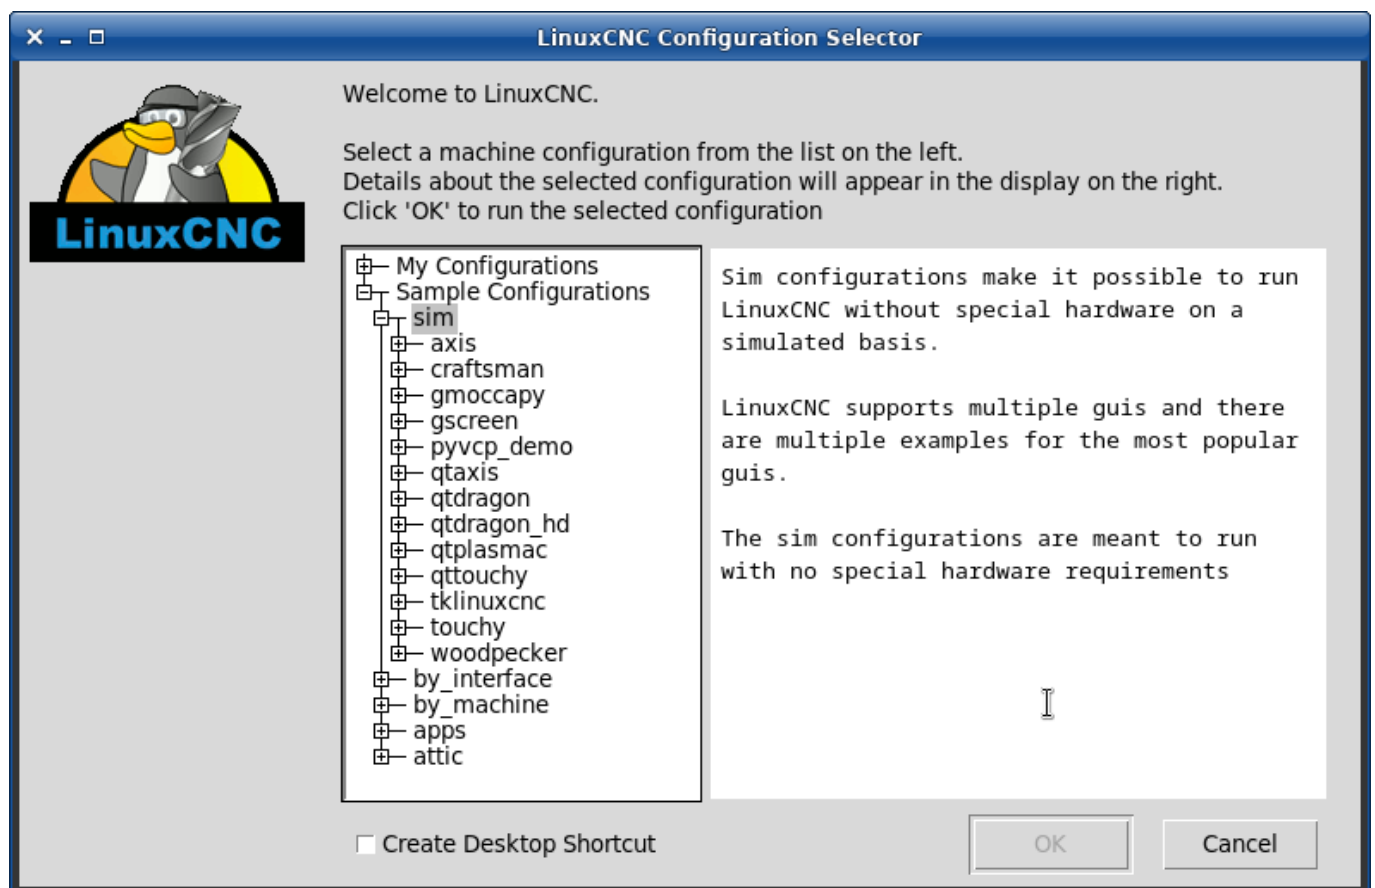 LinuxCNC Configuration Selector
LinuxCNC
Welcome to LinuxCNC.
Select a machine configuration from the list on the left.
Details about the selected configuration will appear in the display on the right.
Click 'OK' to run the selected configuration
My Configurations
Sample Configurations
sim
axis
craftsman
gmoccapy
gscreen
pyvcp_demo
qtaxis
qtdragon
qtdragon_hd
qtplasmac
qttouchy
tklinuxcnc
touchy
woodpecker
by_interface
by_machine
apps
attic
Sim configurations make it possible to run
LinuxCNC without special hardware on a
simulated basis.
LinuxCNC supports multiple guis and there
are multiple examples for the most popular
guis.
The sim configurations are meant to run
with no special hardware requirements
Create Desktop Shortcut
OK
Cancel